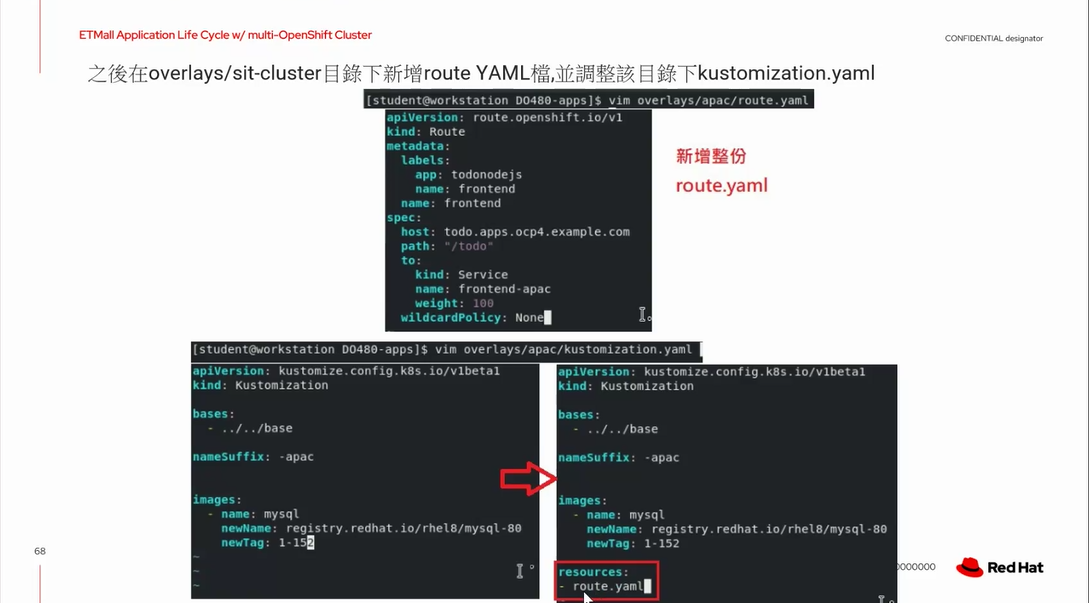 ETMall Application Life Cycle w/ multi-OpenShift Cluster
CONFIDENTIAL designator
之後在overlays/sit-cluster目錄下新增route YAML檔,並調整該目錄下kustomization.yaml
[student@workstation DO480-apps]$ vim overlays/apac/route.yaml
apiVersion: route.openshift.io/v1
kind: Route
metadata:
  labels:
    app: todonodejs
    name: frontend
  name: frontend
spec:
  host: todo.apps.ocp4.example.com
  path: "/todo"
  to:
    kind: Service
    name: frontend-apac
    weight: 100
  wildcardPolicy: None
新增整份
route.yaml
[student@workstation DO480-apps]$ vim overlays/apac/kustomization.yaml
apiVersion: kustomize.config.k8s.io/v1beta1
kind: Kustomization
bases:
  - ../../base
nameSuffix: -apac
images:
  - name: mysql
    newName: registry.redhat.io/rhel8/mysql-80
    newTag: 1-152
~
~
~
apiVersion: kustomize.config.k8s.io/v1beta1
kind: Kustomization
bases:
  - ../../base
nameSuffix: -apac
images:
  - name: mysql
    newName: registry.redhat.io/rhel8/mysql-80
    newTag: 1-152
resources:
- route.yaml
68
0000000
Red Hat